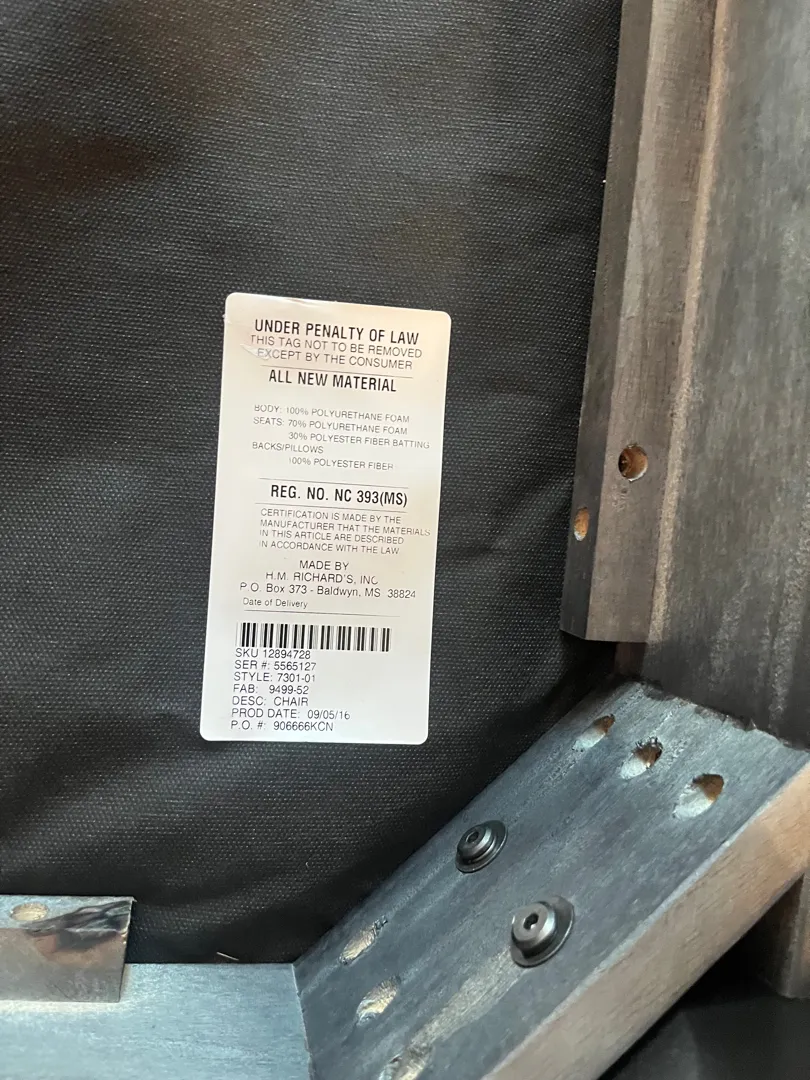 UNDER PENALTY OF LAW
THIS TAG NOT TO BE REMOVED
EXCEPT BY THE CONSUMER
ALL NEW MATERIAL
BODY: 100% POLYURETHANE FOAM
SEATS: 70% POLYURETHANE FOAM
30% POLYESTER FIBER BATTING
BACKS/PILLOWS
100% POLYESTER FIBER
REG. NO. NC 393(MS)
CERTIFICATION IS MADE BY THE
MANUFACTURER THAT THE MATERIALS
IN THIS ARTICLE ARE DESCRIBED
IN ACCORDANCE WITH THE LAW
MADE BY
H.M. RICHARD'S, INC
P.O. Box 373 - Baldwyn, MS 38824
Date of Delivery
SKU 12894728
SER #: 5565127
STYLE: 7301-01
FAB: 9499-52
DESC: CHAIR
PROD DATE: 09/05/16
P.O. #: 906666KCN